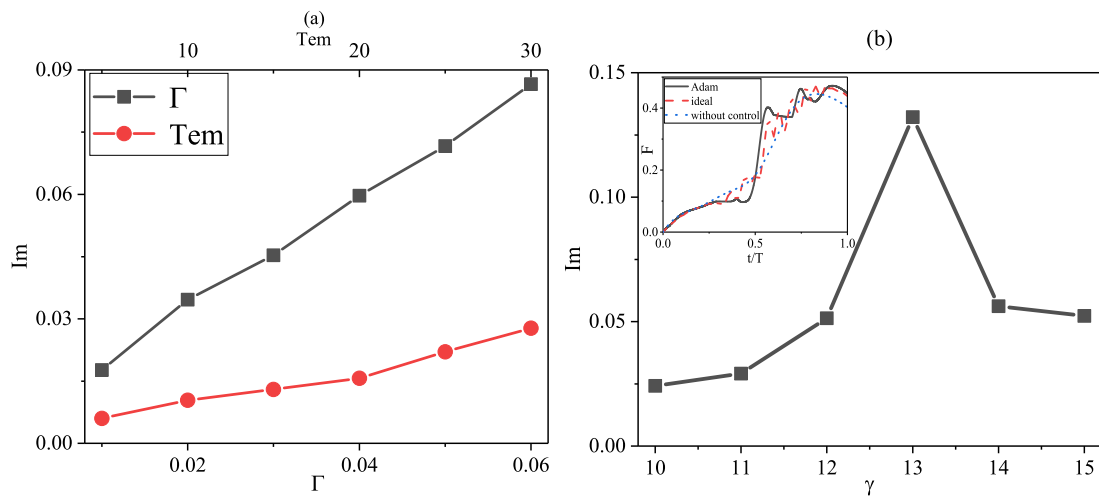 (a)
Tem
10 20 30
0.09
0.06
0.03
0.00
Im
Γ
Tem
0.02 0.04 0.06
Γ
(b)
0.15
0.10
0.05
0.00
Im
Adam
ideal
without control
0.4
0.2
0.0
F
0.0 0.5 1.0
t/T
10 11 12 13 14 15
γ